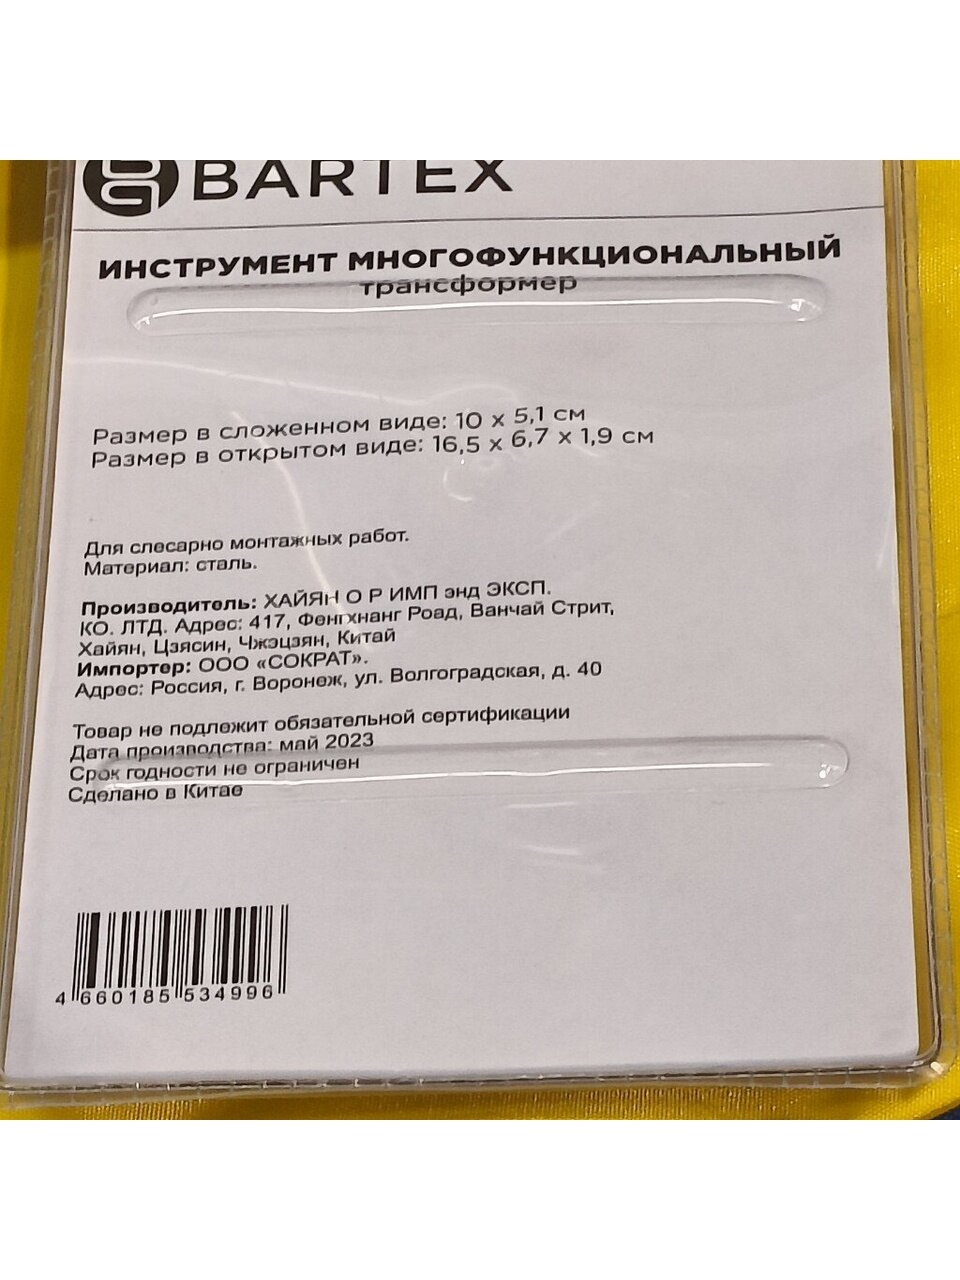 BARTEX
ИНСТРУМЕНТ МНОГОФУНКЦИОНАЛЬНЫЙ
трансформер
Размер в сложенном виде: 10 х 5,1 см
Размер в открытом виде: 16,5 х 6,7 х 1,9 см
Для слесарно монтажных работ.
Материал: сталь.
Производитель: ХАЙЯН О Р ИМП энд ЭКСП.
КО. ЛТД. Адрес: 417, Фенгхнанг Роад, Ванчай Стрит,
Хайян, Цзясин, Чжэцзян, Китай
Импортер: ООО «СОКРАТ».
Адрес: Россия, г. Воронеж, ул. Волгоградская, д. 40
Товар не подлежит обязательной сертификации
Дата производства: май 2023
Срок годности не ограничен
Сделано в Китае
4 660185 534996